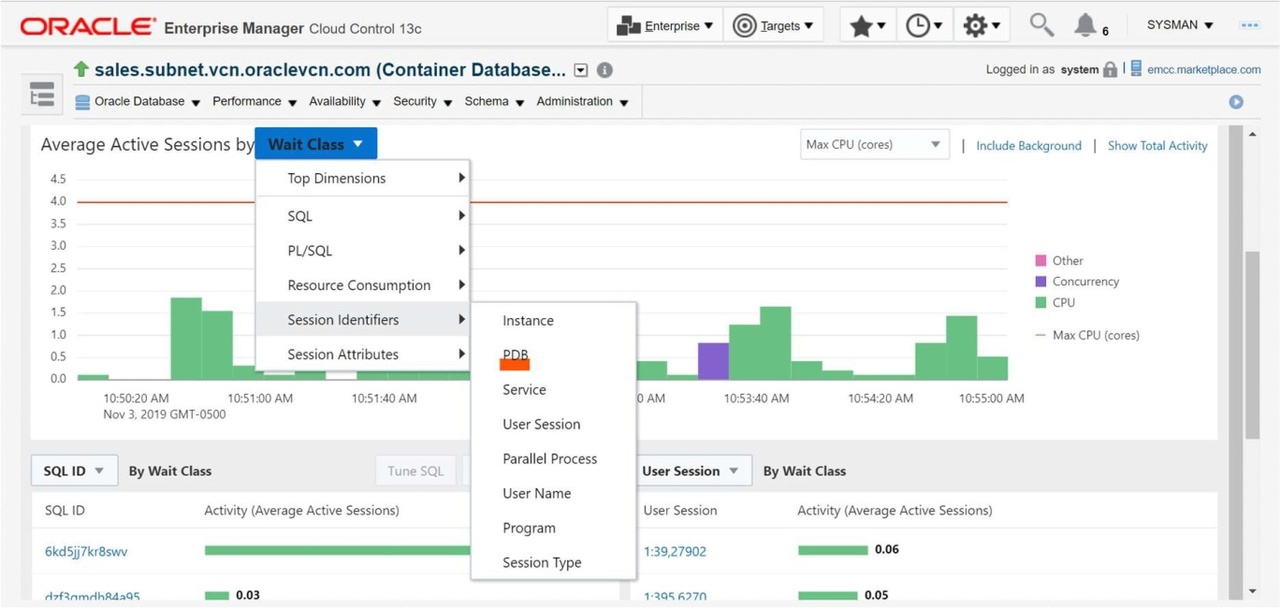 ORACLE Enterprise Manager Cloud Control 13c Enterprise Targets 6 SYSMAN
sales.subnet.vcn.oraclevcn.com (Container Database... Logged in as system emcc.marketplace.com
Oracle Database Performance Availability Security Schema Administration
Average Active Sessions by Wait Class Max CPU (cores) | Include Background | Show Total Activity
Top Dimensions
SQL
PL/SQL
Resource Consumption
Session Identifiers
Session Attributes
Instance
PDB
Service
User Session
Parallel Process
User Name
Program
Session Type
4.5
4.0
3.5
3.0
2.5
2.0
1.5
1.0
0.5
0.0
10:50:20 AM 10:51:00 AM 10:51:40 AM 0 AM 10:53:40 AM 10:54:20 AM 10:55:00 AM
Nov 3, 2019 GMT-0500
Other
Concurrency
CPU
Max CPU (cores)
SQL ID By Wait Class Tune SQL
SQL ID Activity (Average Active Sessions)
6kd5jj7kr8swv
dzf3qmdh84a95 0.03
User Session By Wait Class
User Session Activity (Average Active Sessions)
1:39,27902 0.06
1:395,6270 0.05